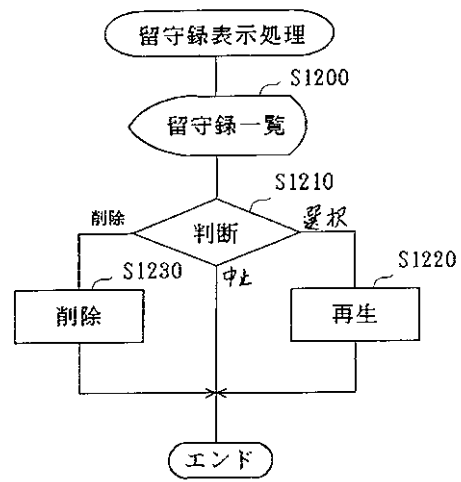 留守録表示処理
S1200
留守録一覧
S1210
削除
判断
選択
S1230
中止
S1220
削除
再生
エンド